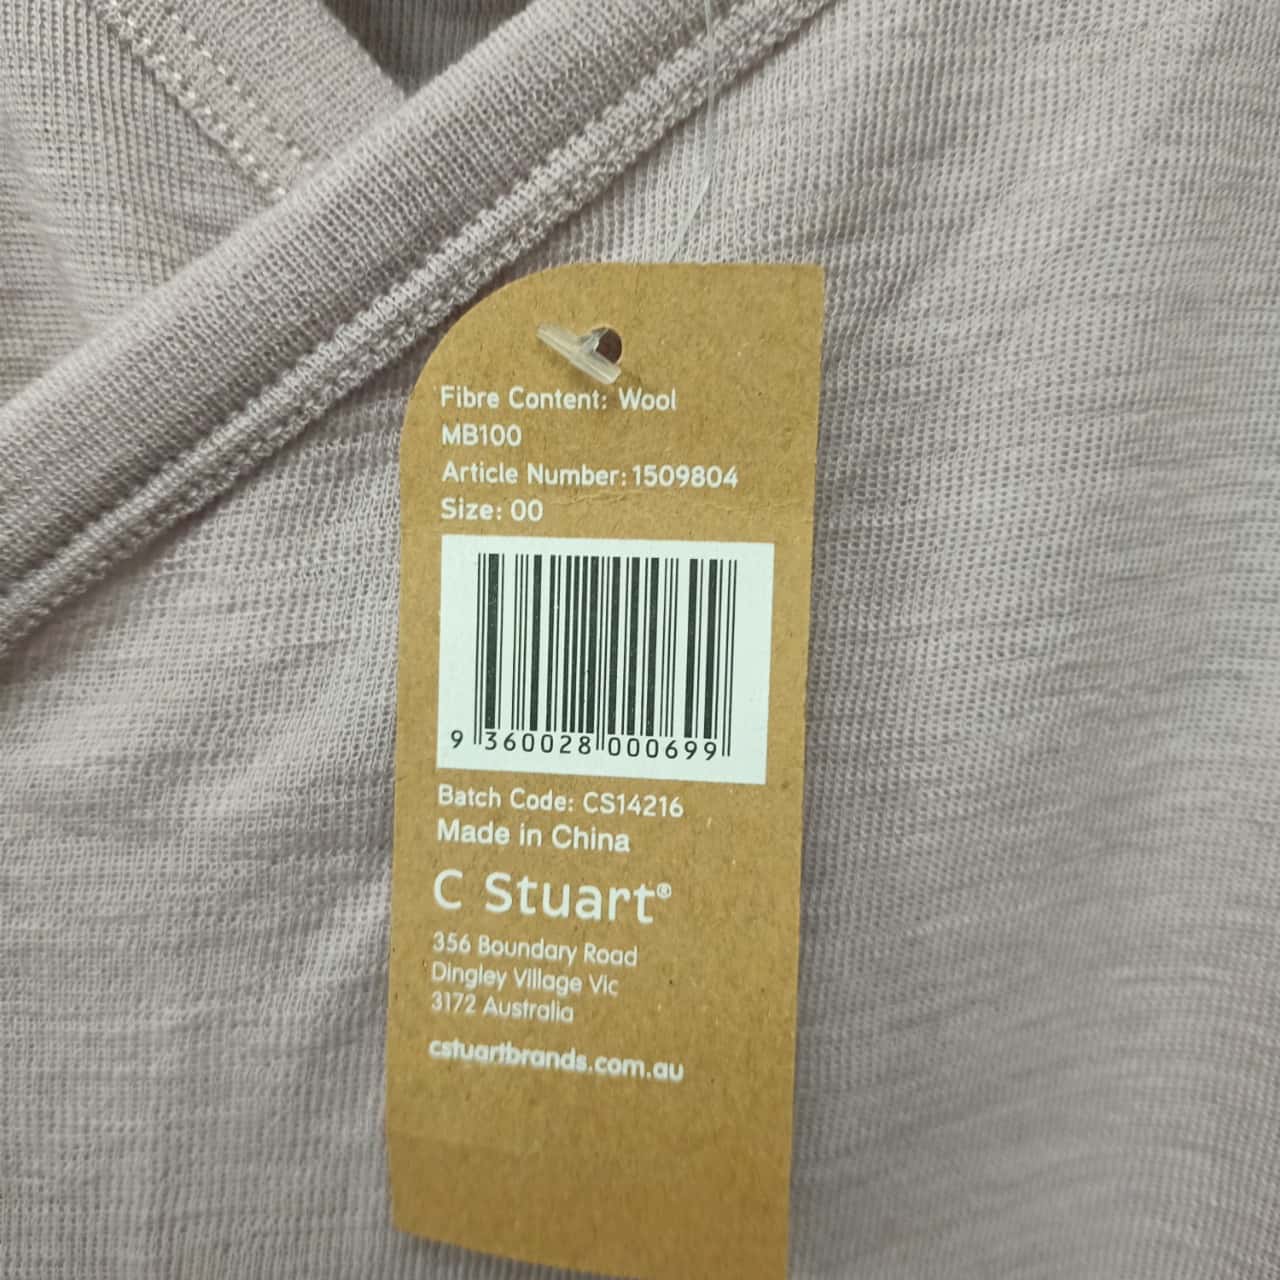 Fibre Content: Wool
MB100
Article Number: 1509804
Size: 00
9 360028 000699
Batch Code: CS14216
Made in China
C Stuart®
356 Boundary Road
Dingley Village Vic
3172 Australia
cstuartbrands.com.au